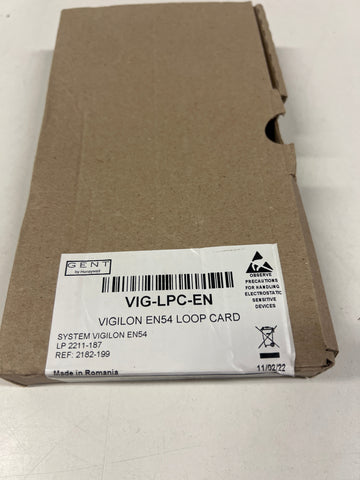 GENT
by Honeywell
OBSERVE
PRECAUTIONS
FOR HANDLING
ELECTROSTATIC
SENSITIVE
DEVICES
VIG-LPC-EN
VIGILON EN54 LOOP CARD
SYSTEM VIGILON EN54
LP 2211-187
REF: 2182-199
Made in Romania
11/02/22